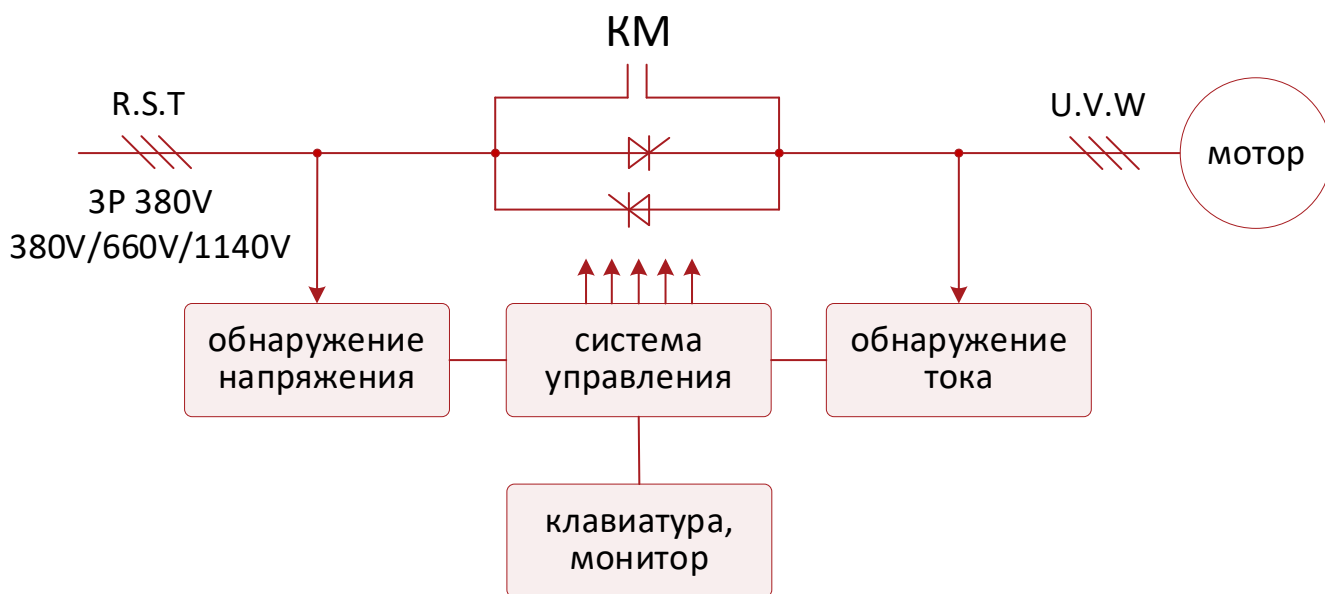 КМ
R.S.T
U.V.W
мотор
3P 380V
380V/660V/1140V
обнаружение
напряжения
система
управления
обнаружение
тока
клавиатура,
монитор